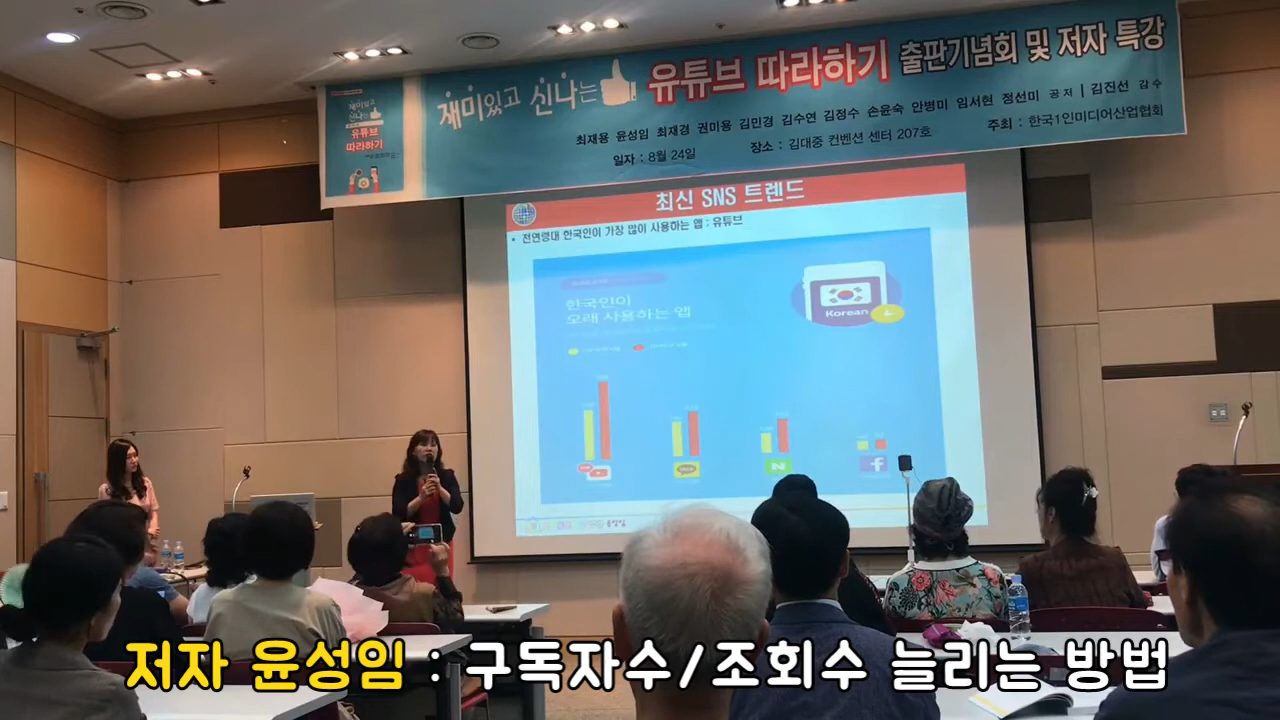 재미있고 신나는 유튜브 따라하기 출판기념회 및 저자 특강
최재용 윤성임 최재경 권미용 김민경 김수연 김정수 손윤숙 안병미 임서현 정선미 공저 | 김진선 감수
일자 : 8월 24일 장소 : 김대중 컨벤션 센터 207호 주최 : 한국1인미디어산업협회
재미있고
신나는
유튜브
따라하기
최신 SNS 트렌드
• 전연령대 한국인이 가장 많이 사용하는 앱 : 유튜브
한국인이
오래 사용하는 앱
Korean
저자 윤성임 : 구독자수/조회수 늘리는 방법